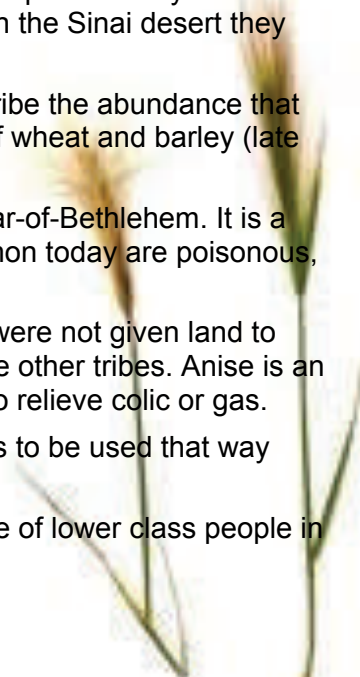 n the Sinai desert they
ribe the abundance that
f wheat and barley (late
ar-of-Bethlehem. It is a
non today are poisonous,
were not given land to
e other tribes. Anise is an
o relieve colic or gas.
s to be used that way
e of lower class people in